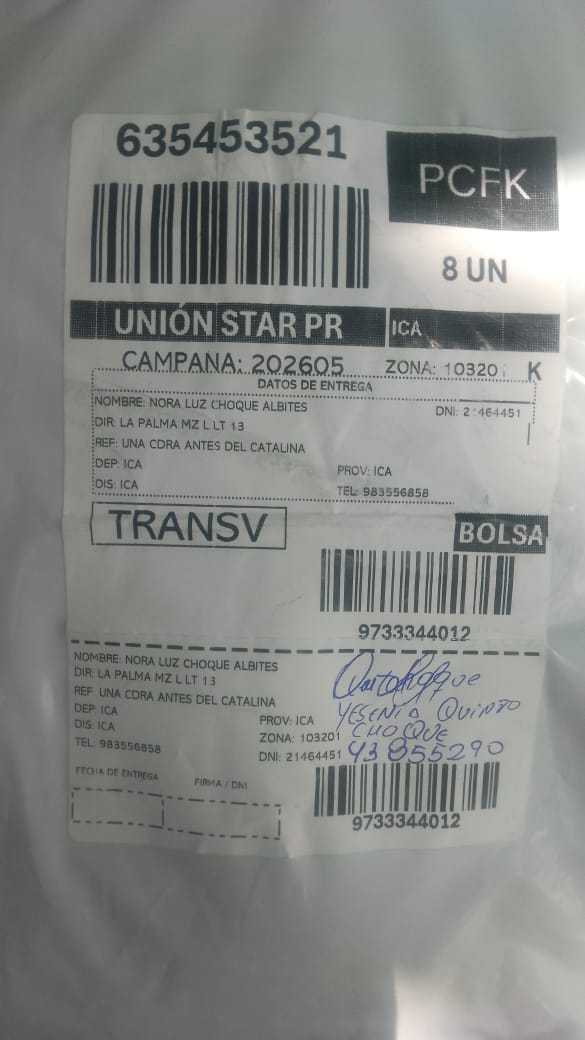 635453521
PCFK
8 UN
UNIÓN STAR PR
ICA
CAMPANA: 202605 ZONA: 103201 K
DATOS DE ENTREGA
NOMBRE: NORA LUZ CHOQUE ALBITES DNI: 21464451
DIR: LA PALMA MZ L LT 13
REF: UNA CDRA ANTES DEL CATALINA
DEP: ICA PROV: ICA
DIS: ICA TEL: 983556858
TRANSV
BOLSA
9733344012
NOMBRE: NORA LUZ CHOQUE ALBITES
DIR: LA PALMA MZ L LT 13
REF: UNA CDRA ANTES DEL CATALINA
DEP: ICA PROV: ICA
DIS: ICA ZONA: 103201
TEL: 983556858 DNI: 21464451
YESENIA QUINTO
CHOQUE
43855290
FECHA DE ENTREGA FIRMA / DNI
9733344012